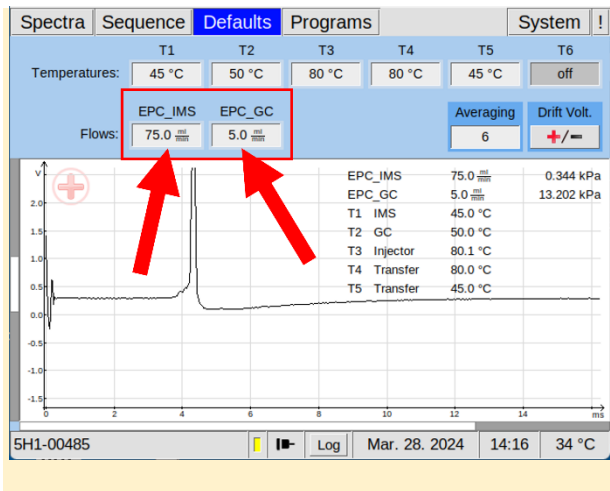 Spectra Sequence Defaults Programs System !
T1 T2 T3 T4 T5 T6
Temperatures: 45 °C 50 °C 80 °C 80 °C 45 °C off
EPC_IMS EPC_GC Averaging Drift Volt.
Flows: 75.0 ml/min 5.0 ml/min 6 +/-
V
EPC_IMS 75.0 ml/min 0.344 kPa
EPC_GC 5.0 ml/min 13.202 kPa
T1 IMS 45.0 °C
T2 GC 50.0 °C
T3 Injector 80.1 °C
T4 Transfer 80.0 °C
T5 Transfer 45.0 °C
2.0
1.5
1.0
0.5
0.0
-0.5
-1.0
-1.5
0 2 4 6 8 10 12 14 ms
5H1-00485 Log Mar. 28. 2024 14:16 34 °C